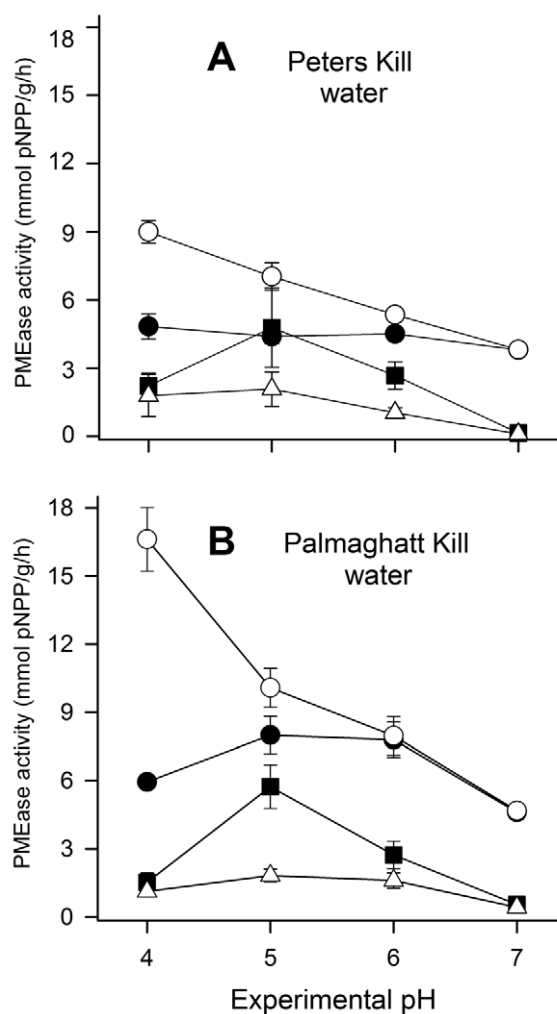 A
Peters Kill
water
PMEase activity (mmol pNPP/g/h)
18
15
12
9
6
3
0
B
Palmaghatt Kill
water
PMEase activity (mmol pNPP/g/h)
18
15
12
9
6
3
0
4 5 6 7
Experimental pH